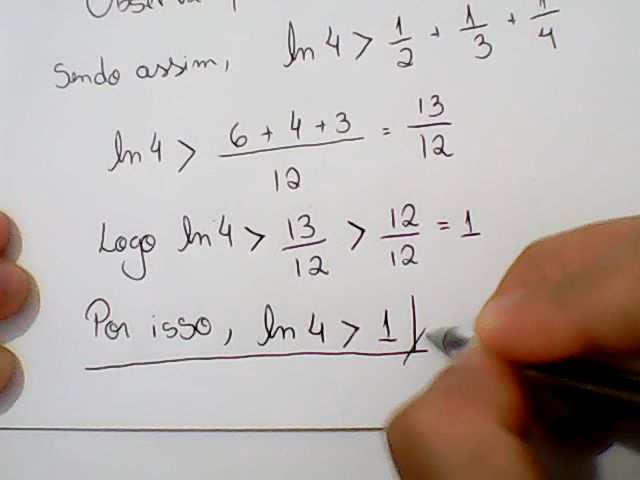 Sendo assim, ln 4 > 1/2 + 1/3 + 1/4
ln 4 > (6 + 4 + 3)/12 = 13/12
Logo ln 4 > 13/12 > 12/12 = 1
Por isso, ln 4 > 1